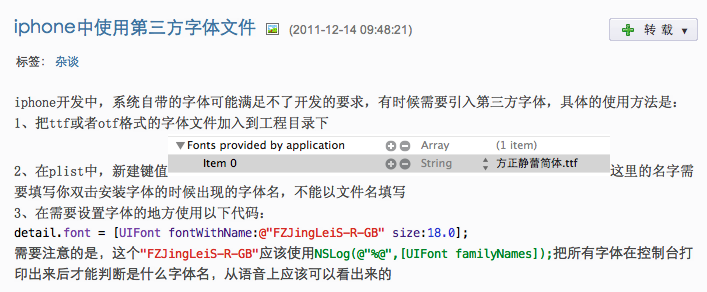 iphone中使用第三方字体文件 (2011-12-14 09:48:21)
转 载 ▼
标签： 杂谈
iphone开发中，系统自带的字体可能满足不了开发的要求，有时候需要引入第三方字体，具体的使用方法是：
1、把ttf或者otf格式的字体文件加入到工程目录下
▼Fonts provided by application Array (1 item)
Item 0 String 方正静蕾简体.ttf
2、在plist中，新建键值 这里的名字需
要填写你双击安装字体的时候出现的字体名，不能以文件名填写
3、在需要设置字体的地方使用以下代码：
detail.font = [UIFont fontWithName:@"FZJingLeiS-R-GB" size:18.0];
需要注意的是，这个"FZJingLeiS-R-GB"应该使用NSLog(@"%@",[UIFont familyNames]);把所有字体在控制台打
印出来后才能判断是什么字体名，从语音上应该可以看出来的